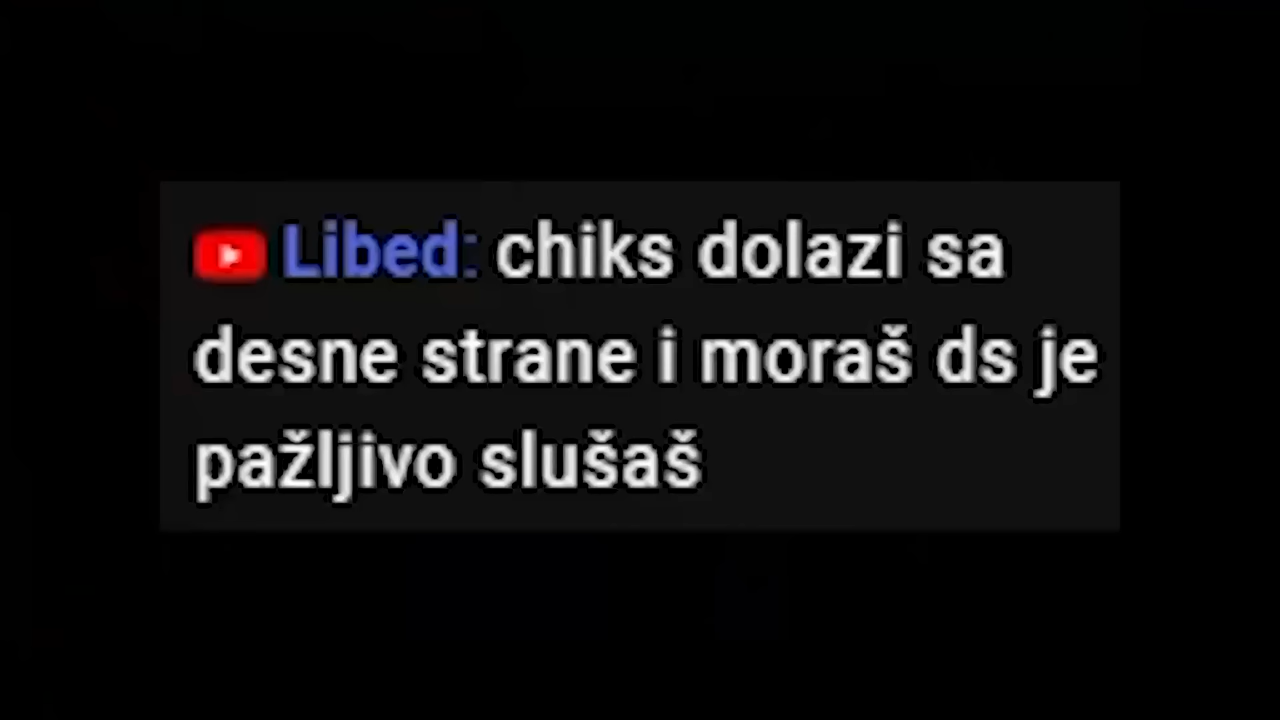 Libed: chiks dolazi sa
desne strane i moraš ds je
pažljivo slušaš